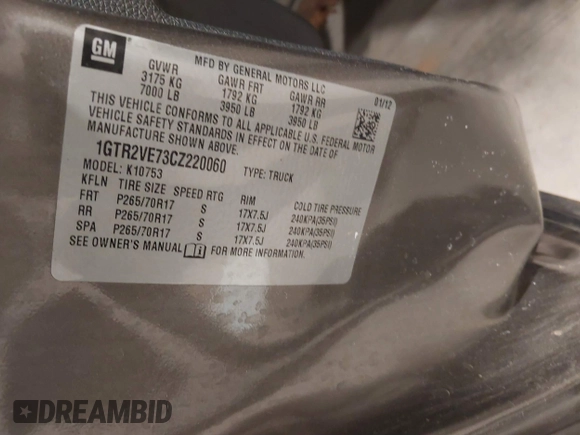 GM
MFD BY GENERAL MOTORS LLC
01/12
GVWR GAWR FRT GAWR RR
3175 KG 1792 KG 1792 KG
7000 LB 3950 LB 3950 LB
THIS VEHICLE CONFORMS TO ALL APPLICABLE U.S. FEDERAL MOTOR
VEHICLE SAFETY STANDARDS IN EFFECT ON THE DATE OF
MANUFACTURE SHOWN ABOVE.
1GTR2VE73CZ220060 TYPE: TRUCK
MODEL: K10753
KFLN TIRE SIZE SPEED RTG RIM COLD TIRE PRESSURE
FRT P265/70R17 S 17X7.5J 240KPA(35PSI)
RR P265/70R17 S 17X7.5J 240KPA(35PSI)
SPA P265/70R17 S 17X7.5J 240KPA(35PSI)
SEE OWNER'S MANUAL FOR MORE INFORMATION.
DREAMBID